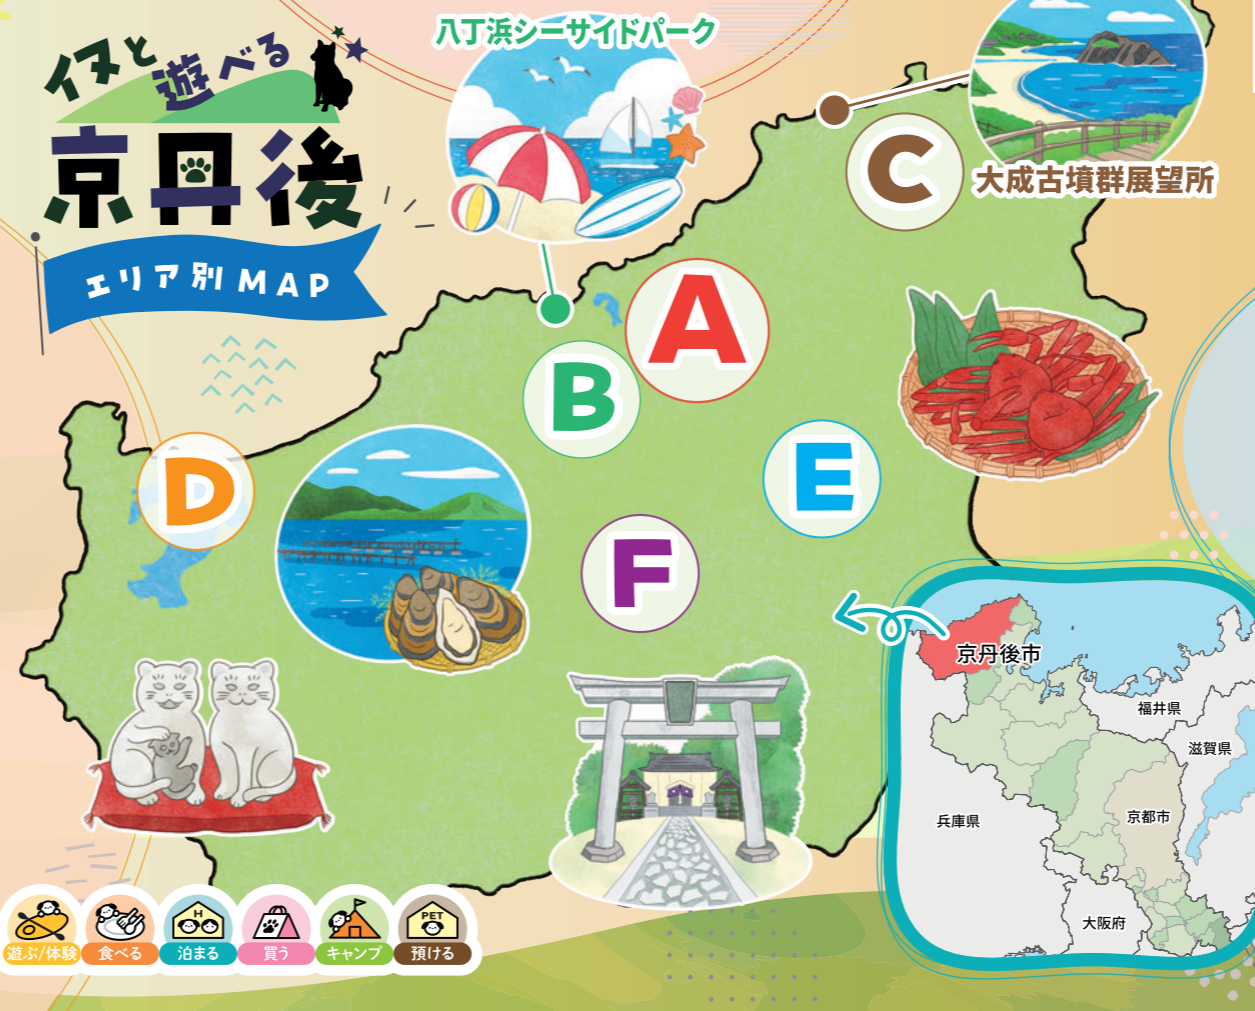 イヌと遊べる
京丹後
エリア別MAP
八丁浜シーサイドパーク
大成古墳群展望所
C
A
B
E
D
F
京丹後市
福井県
滋賀県
兵庫県
京都市
大阪府
H
PET
遊ぶ/体験
食べる
泊まる
買う
キャンプ
預ける